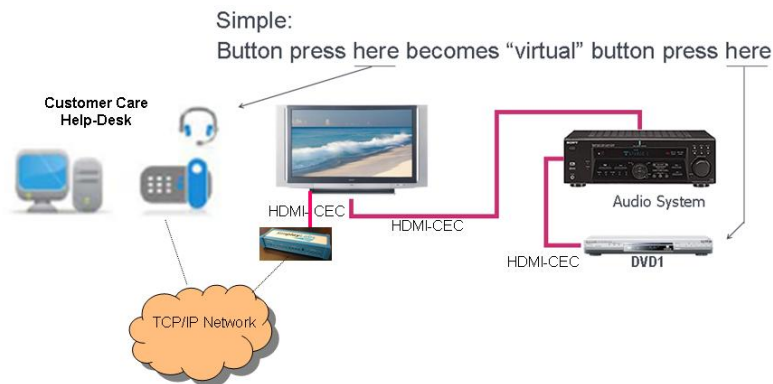 Simple:
Button press here becomes “virtual” button press here
Customer Care
Help-Desk
HDMI-CEC
HDMI-CEC
Audio System
HDMI-CEC
DVD1
TCP/IP Network
SONY